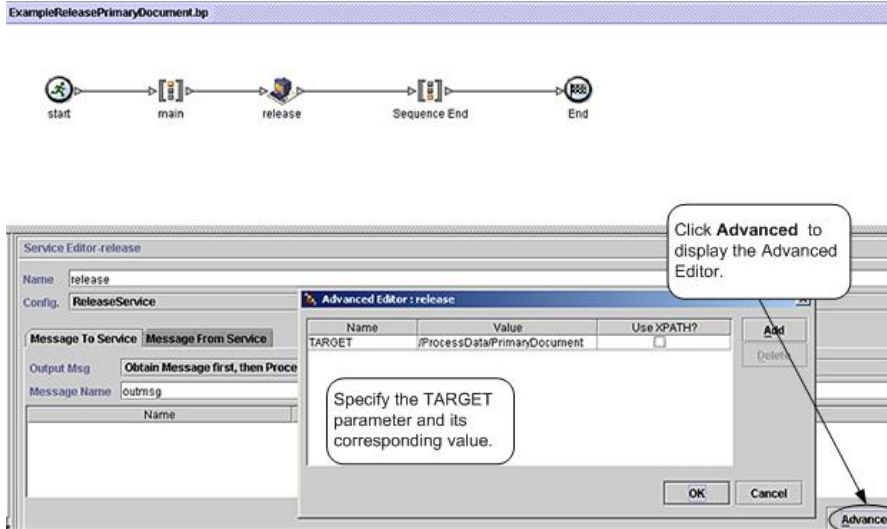 ExampleReleasePrimaryDocument.bp
start
main
release
Sequence End
End
Click Advanced to
display the Advanced
Editor.
Service Editor-release
Name release
Config. ReleaseService
Message To Service Message From Service
Output Msg Obtain Message first, then Proce
Message Name outmsg
Name
Advanced Editor : release
Name Value Use XPATH?
TARGET /ProcessData/PrimaryDocument
Add
Delete
Specify the TARGET
parameter and its
corresponding value.
OK Cancel
Advance